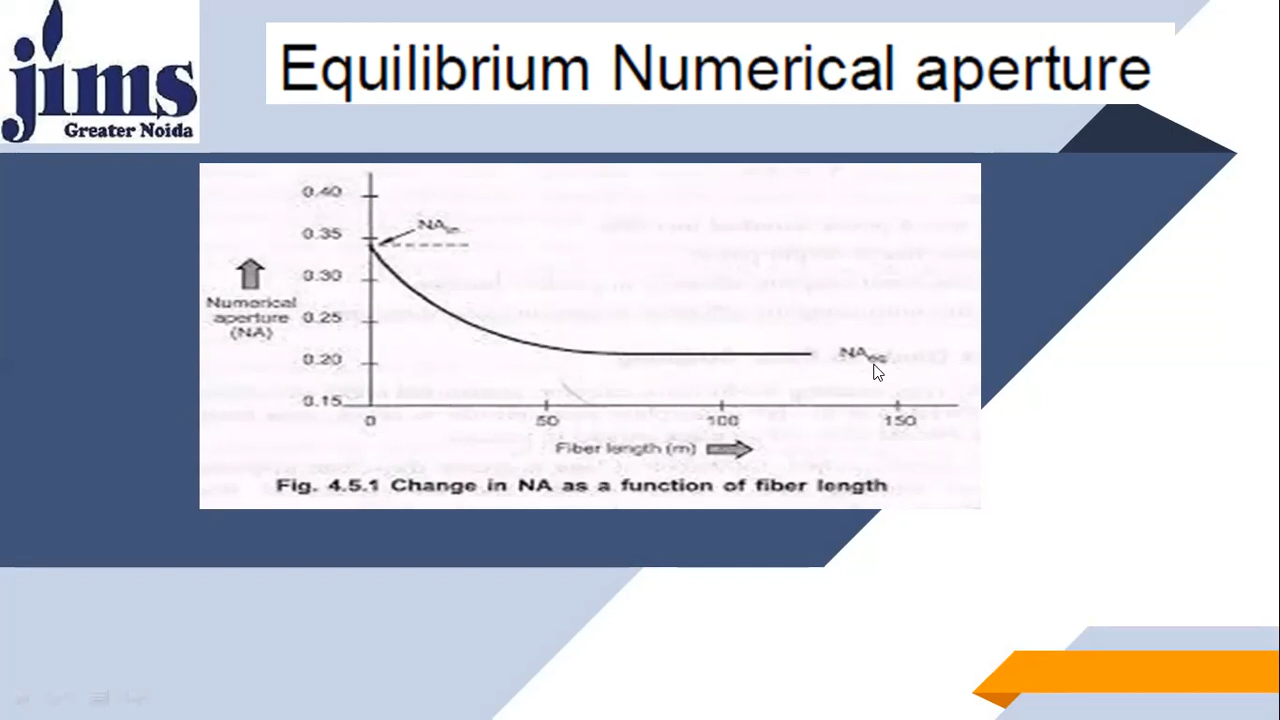 jims
Greater Noida
Equilibrium Numerical aperture
0.40
0.35
0.30
0.25
0.20
0.15
NAin
Numerical
aperture
(NA)
NAeq
0
50
100
150
Fiber length (m)
Fig. 4.5.1 Change in NA as a function of fiber length